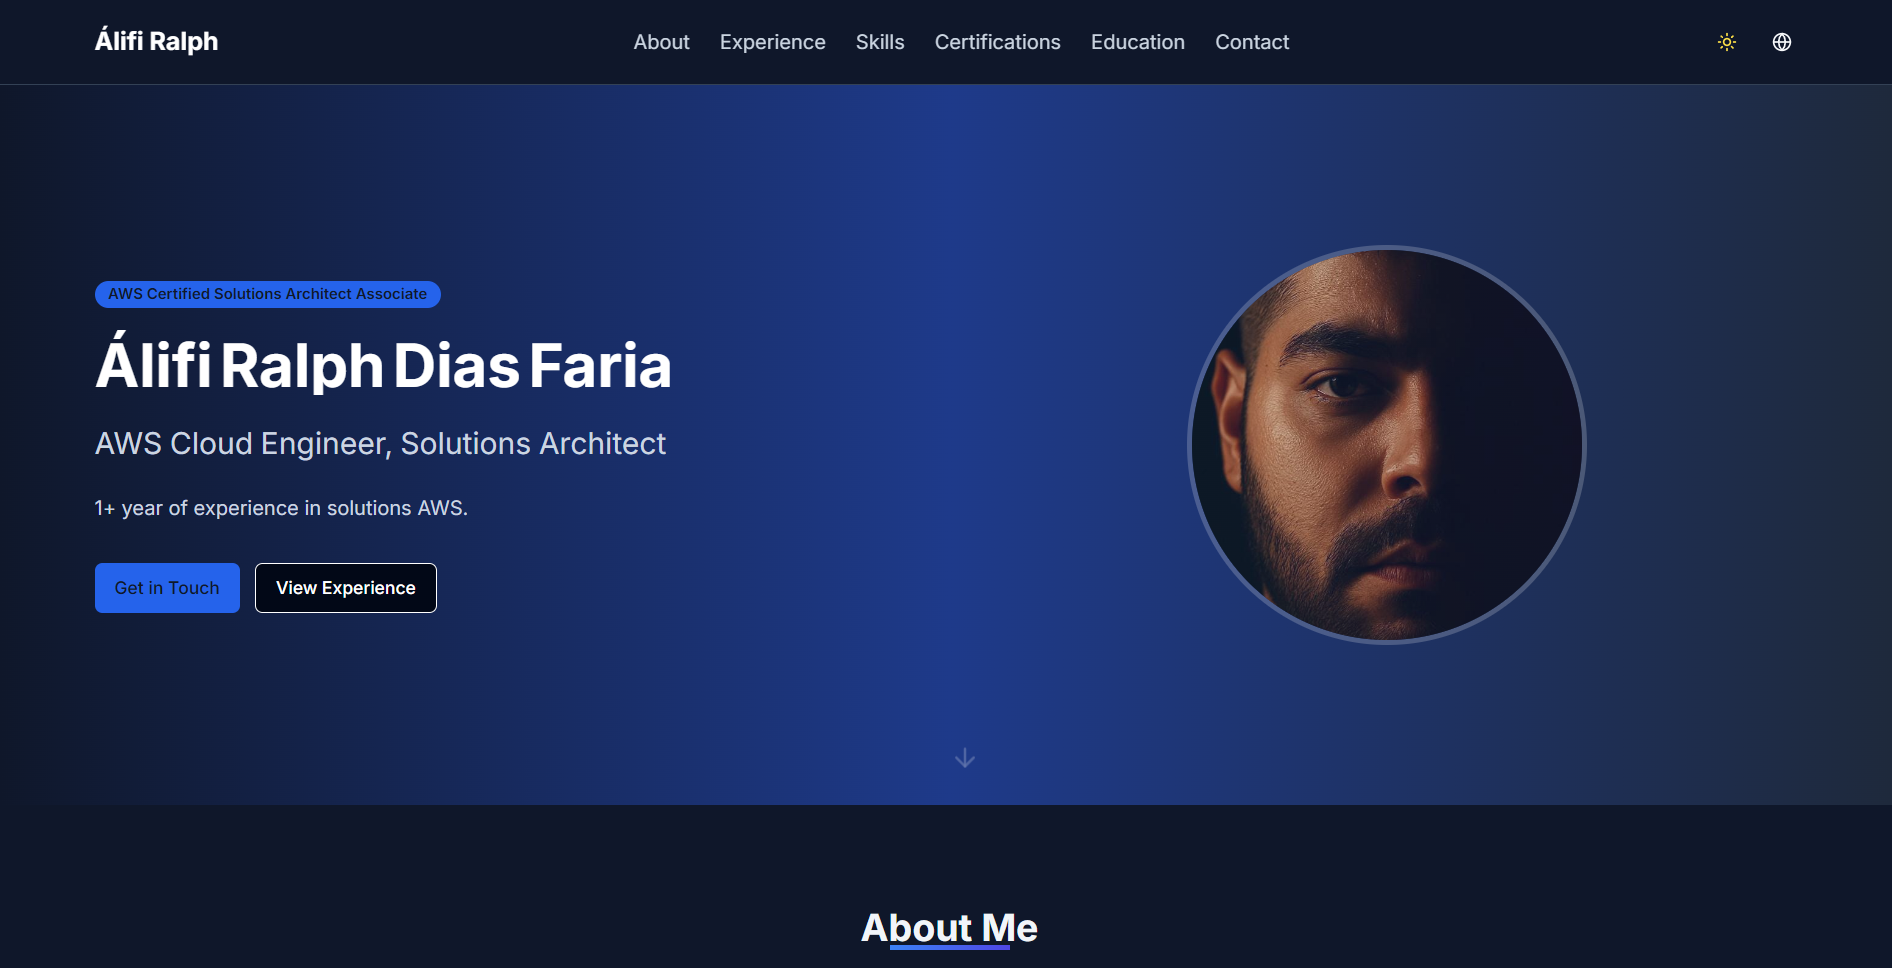 Álifi Ralph
About Experience Skills Certifications Education Contact
AWS Certified Solutions Architect Associate
Álifi Ralph Dias Faria
AWS Cloud Engineer, Solutions Architect
1+ year of experience in solutions AWS.
Get in Touch
View Experience
About Me